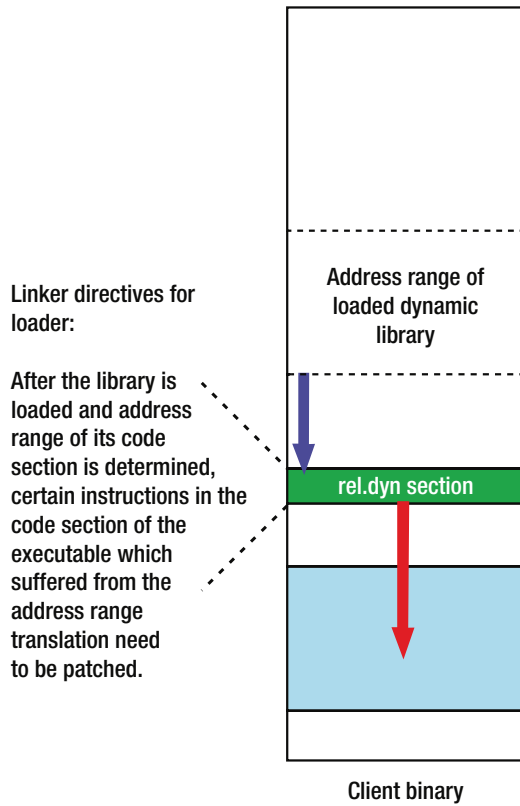 Address range of
loaded dynamic
library
Linker directives for
loader:
After the library is
loaded and address
range of its code
section is determined,
certain instructions in the
code section of the
executable which
suffered from the
address range
translation need
to be patched.
rel.dyn section
Client binary